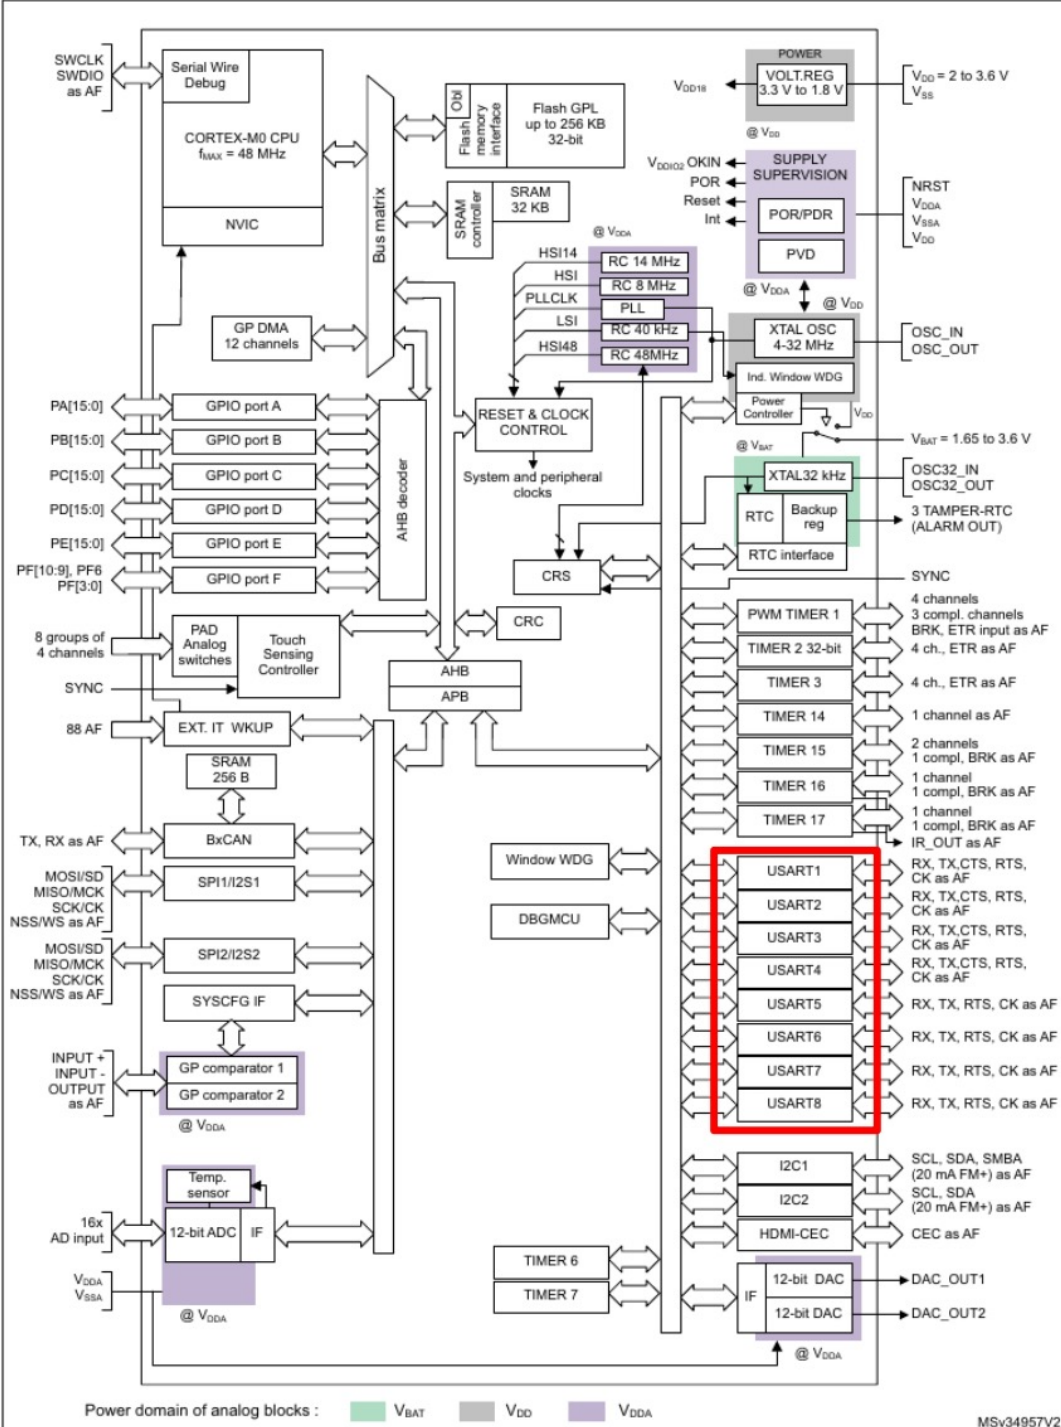 SWCLK
SWDIO
as AF
Serial Wire
Debug
CORTEX-M0 CPU
fMAX = 48 MHz
NVIC
Bus matrix
Obl
Flash
memory
interface
Flash GPL
up to 256 KB
32-bit
SRAM
controller
SRAM
32 KB
POWER
VOLT.REG
3.3 V to 1.8 V
VDD18
VDD = 2 to 3.6 V
VSS
@ VDD
VDDIO2 OKIN
POR
Reset
Int
SUPPLY
SUPERVISION
POR/PDR
PVD
NRST
VDDA
VSSA
VDD
@ VDDA
@ VDD
@ VDDA
HSI14
HSI
PLLCLK
LSI
HSI48
RC 14 MHz
RC 8 MHz
PLL
RC 40 kHz
RC 48MHz
XTAL OSC
4-32 MHz
OSC_IN
OSC_OUT
Ind. Window WDG
Power
Controller
VDD
VBAT = 1.65 to 3.6 V
@ VBAT
XTAL32 kHz
OSC32_IN
OSC32_OUT
RTC
Backup
reg
RTC interface
3 TAMPER-RTC
(ALARM OUT)
GP DMA
12 channels
PA[15:0]
GPIO port A
PB[15:0]
GPIO port B
PC[15:0]
GPIO port C
PD[15:0]
GPIO port D
PE[15:0]
GPIO port E
PF[10:9], PF6
PF[3:0]
GPIO port F
AHB decoder
RESET & CLOCK
CONTROL
System and peripheral
clocks
CRS
SYNC
8 groups of
4 channels
PAD
Analog
switches
Touch
Sensing
Controller
SYNC
CRC
AHB
APB
88 AF
EXT. IT WKUP
SRAM
256 B
TX, RX as AF
BxCAN
MOSI/SD
MISO/MCK
SCK/CK
NSS/WS as AF
SPI1/I2S1
MOSI/SD
MISO/MCK
SCK/CK
NSS/WS as AF
SPI2/I2S2
SYSCFG IF
INPUT +
INPUT -
OUTPUT
as AF
GP comparator 1
GP comparator 2
@ VDDA
Temp.
sensor
16x
AD input
12-bit ADC
IF
VDDA
VSSA
@ VDDA
Window WDG
DBGMCU
TIMER 6
TIMER 7
PWM TIMER 1
4 channels
3 compl. channels
BRK, ETR input as AF
TIMER 2 32-bit
4 ch., ETR as AF
TIMER 3
4 ch., ETR as AF
TIMER 14
1 channel as AF
TIMER 15
2 channels
1 compl, BRK as AF
TIMER 16
1 channel
1 compl, BRK as AF
TIMER 17
1 channel
1 compl, BRK as AF
IR_OUT as AF
USART1
RX, TX,CTS, RTS,
CK as AF
USART2
RX, TX,CTS, RTS,
CK as AF
USART3
RX, TX,CTS, RTS,
CK as AF
USART4
RX, TX,CTS, RTS,
CK as AF
USART5
RX, TX, RTS, CK as AF
USART6
RX, TX, RTS, CK as AF
USART7
RX, TX, RTS, CK as AF
USART8
RX, TX, RTS, CK as AF
I2C1
SCL, SDA, SMBA
(20 mA FM+) as AF
I2C2
SCL, SDA
(20 mA FM+) as AF
HDMI-CEC
CEC as AF
IF
12-bit DAC
DAC_OUT1
12-bit DAC
DAC_OUT2
@ VDDA
Power domain of analog blocks :
VBAT
VDD
VDDA
MSv34957V2